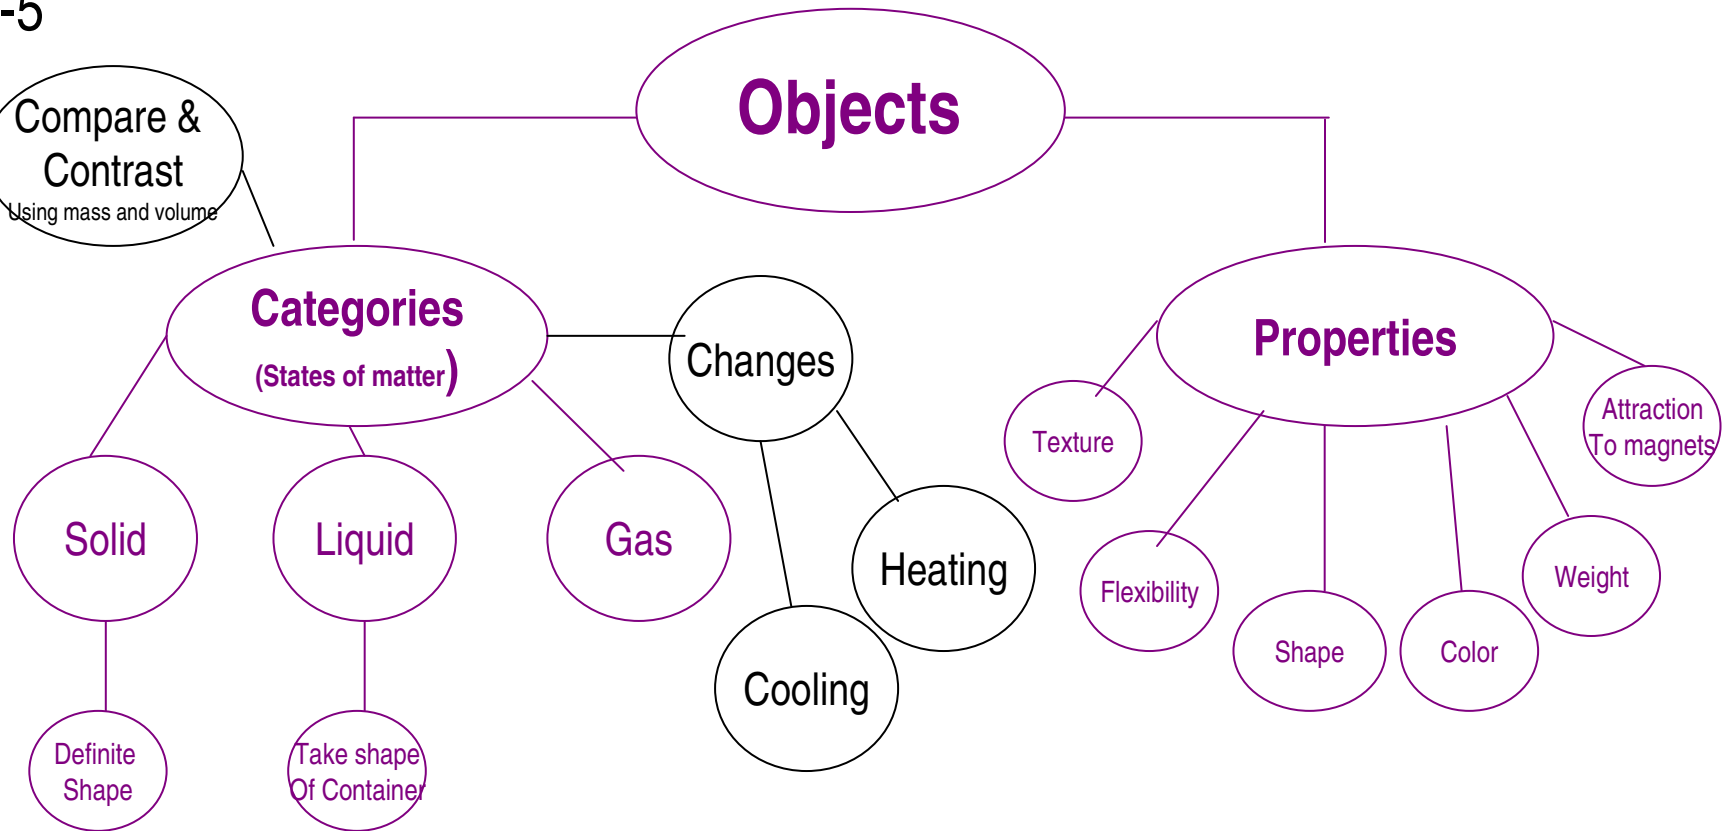 -5
Objects
Compare &
Contrast
Using mass and volume
Categories
(States of matter)
Changes
Properties
Texture
Attraction
To magnets
Solid
Liquid
Gas
Heating
Flexibility
Weight
Shape
Color
Cooling
Definite
Shape
Take shape
Of Container